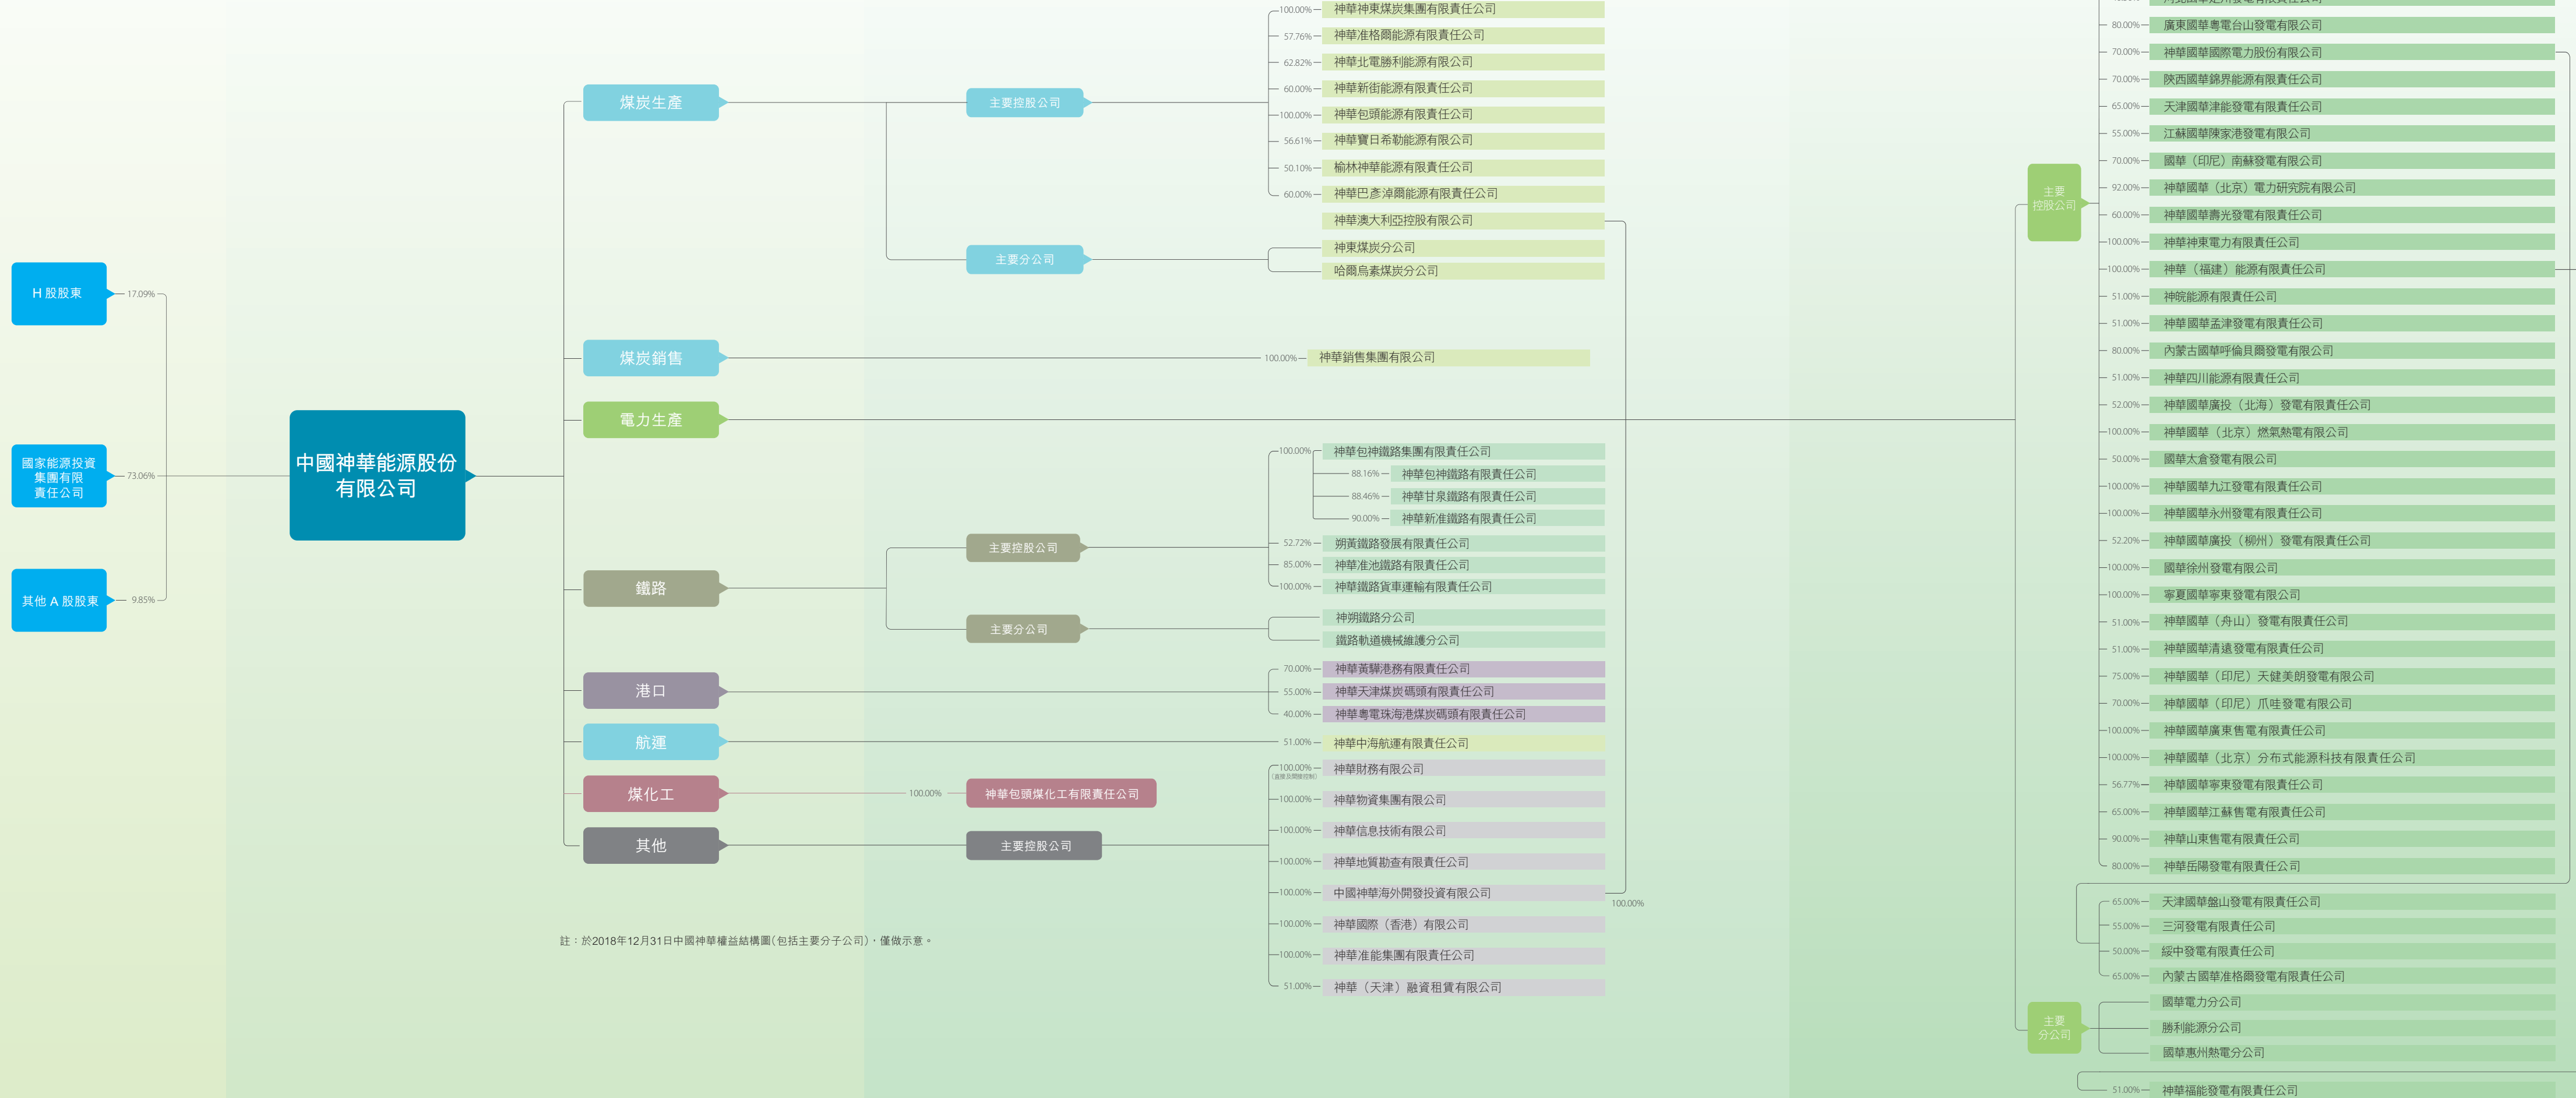 H 股股東
17.09%
國家能源投資
集團有限
責任公司
73.06%
其他 A 股股東
9.85%
中國神華能源股份
有限公司
煤炭生產
主要控股公司
100.00%
神華神東煤炭集團有限責任公司
57.76%
神華准格爾能源有限責任公司
62.82%
神華北電勝利能源有限公司
60.00%
神華新街能源有限責任公司
100.00%
神華包頭能源有限責任公司
56.61%
神華寶日希勒能源有限公司
50.10%
榆林神華能源有限責任公司
60.00%
神華巴彥淖爾能源有限責任公司
神華澳大利亞控股有限公司
主要分公司
神東煤炭分公司
哈爾烏素煤炭分公司
煤炭銷售
100.00%
神華銷售集團有限公司
電力生產
鐵路
主要控股公司
100.00%
神華包神鐵路集團有限責任公司
88.16%
神華包神鐵路有限責任公司
88.46%
神華甘泉鐵路有限責任公司
90.00%
神華新准鐵路有限責任公司
52.72%
朔黃鐵路發展有限責任公司
85.00%
神華准池鐵路有限責任公司
100.00%
神華鐵路貨車運輸有限責任公司
主要分公司
神朔鐵路分公司
鐵路軌道機械維護分公司
港口
70.00%
神華黃驊港務有限責任公司
55.00%
神華天津煤炭碼頭有限責任公司
40.00%
神華粵電珠海港煤炭碼頭有限責任公司
航運
51.00%
神華中海航運有限責任公司
煤化工
100.00%
神華包頭煤化工有限責任公司
其他
主要控股公司
100.00%
（直接及間接控制）
神華財務有限公司
100.00%
神華物資集團有限公司
100.00%
神華信息技術有限公司
100.00%
神華地質勘查有限責任公司
100.00%
中國神華海外開發投資有限公司
100.00%
100.00%
神華國際（香港）有限公司
100.00%
神華准能集團有限責任公司
51.00%
神華（天津）融資租賃有限公司
註：於2018年12月31日中國神華權益結構圖(包括主要分子公司)，僅做示意。
主要
控股公司
80.00%
廣東國華粵電台山發電有限公司
70.00%
神華國華國際電力股份有限公司
70.00%
陝西國華錦界能源有限責任公司
65.00%
天津國華津能發電有限責任公司
55.00%
江蘇國華陳家港發電有限公司
70.00%
國華（印尼）南蘇發電有限公司
92.00%
神華國華（北京）電力研究院有限公司
60.00%
神華國華壽光發電有限責任公司
100.00%
神華神東電力有限責任公司
100.00%
神華（福建）能源有限責任公司
51.00%
神皖能源有限責任公司
51.00%
神華國華孟津發電有限責任公司
80.00%
內蒙古國華呼倫貝爾發電有限公司
51.00%
神華四川能源有限責任公司
52.00%
神華國華廣投（北海）發電有限責任公司
100.00%
神華國華（北京）燃氣熱電有限公司
50.00%
國華太倉發電有限公司
100.00%
神華國華九江發電有限責任公司
100.00%
神華國華永州發電有限責任公司
52.20%
神華國華廣投（柳州）發電有限責任公司
100.00%
國華徐州發電有限公司
100.00%
寧夏國華寧東發電有限公司
51.00%
神華國華（舟山）發電有限責任公司
51.00%
神華國華清遠發電有限責任公司
75.00%
神華國華（印尼）天健美朗發電有限公司
70.00%
神華國華（印尼）爪哇發電有限公司
100.00%
神華國華廣東售電有限責任公司
100.00%
神華國華（北京）分布式能源科技有限責任公司
56.77%
神華國華寧東發電有限責任公司
65.00%
神華國華江蘇售電有限責任公司
90.00%
神華山東售電有限責任公司
80.00%
神華岳陽發電有限責任公司
65.00%
天津國華盤山發電有限責任公司
55.00%
三河發電有限責任公司
50.00%
綏中發電有限責任公司
65.00%
內蒙古國華准格爾發電有限責任公司
主要
分公司
國華電力分公司
勝利能源分公司
國華惠州熱電分公司
51.00%
神華福能發電有限責任公司